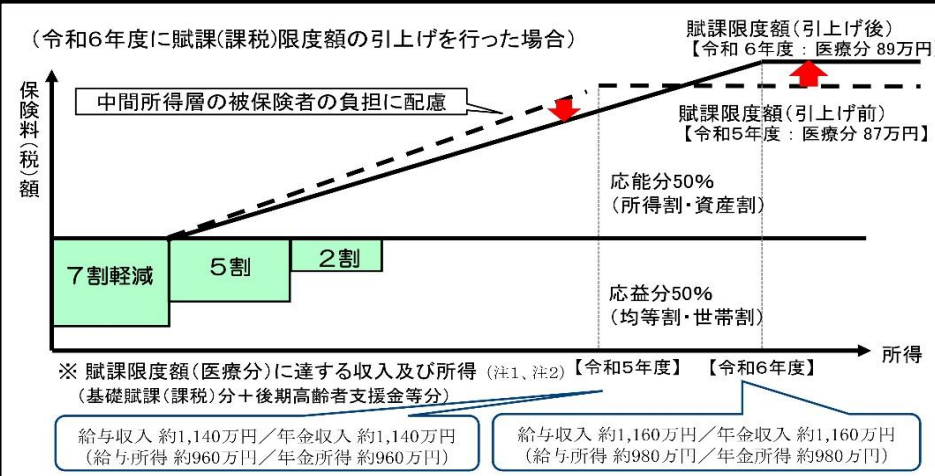 （令和６年度に賦課(課税)限度額の引上げを行った場合）
賦課限度額(引上げ後)
【令和 6年度 : 医療分 89万円】
中間所得層の被保険者の負担に配慮
賦課限度額(引上げ前)
【令和5年度 : 医療分 87万円】
保険料(税)額
応能分50%
(所得割・資産割)
７割軽減
５割
２割
応益分50%
(均等割・世帯割)
所得
※ 賦課限度額(医療分)に達する収入及び所得 (注1、注2)
(基礎賦課(課税)分＋後期高齢者支援金等分)
【令和5年度】
【令和6年度】
給与収入 約1,140万円／年金収入 約1,140万円
(給与所得 約960万円／年金所得 約960万円)
給与収入 約1,160万円／年金収入 約1,160万円
(給与所得 約980万円／年金所得 約980万円)